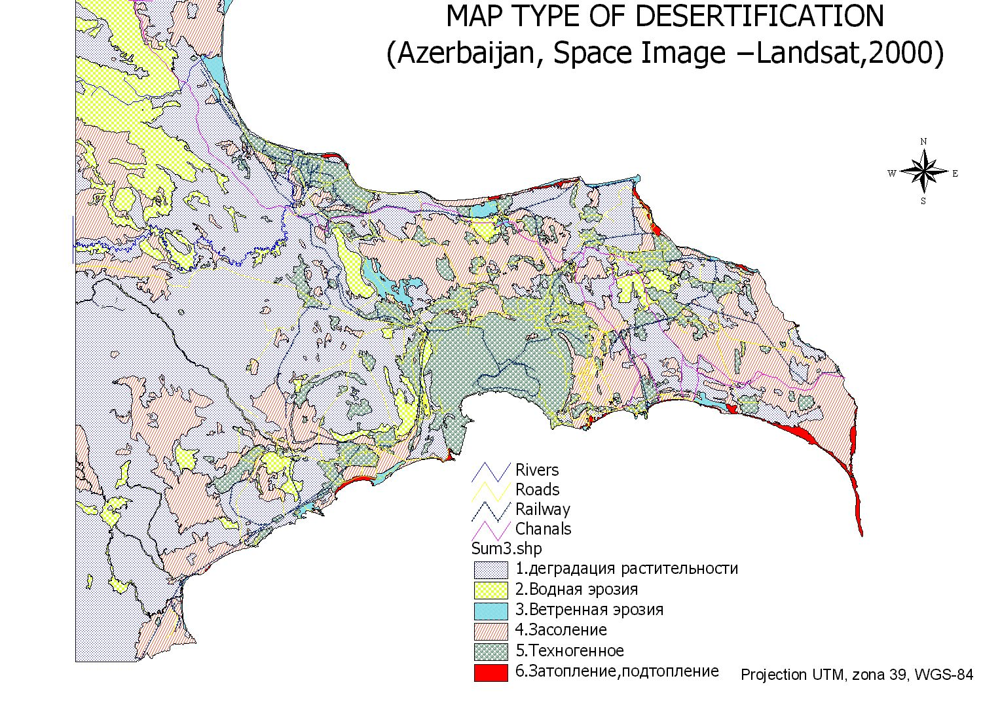 MAP TYPE OF DESERTIFICATION
(Azerbaijan, Space Image –Landsat,2000)
N
W E
S
Rivers
Roads
Railway
Chanals
Sum3.shp
1.деградация растительности
2.Водная эрозия
3.Ветренная эрозия
4.Засоление
5.Техногенное
6.Затопление,подтопление
Projection UTM, zona 39, WGS-84